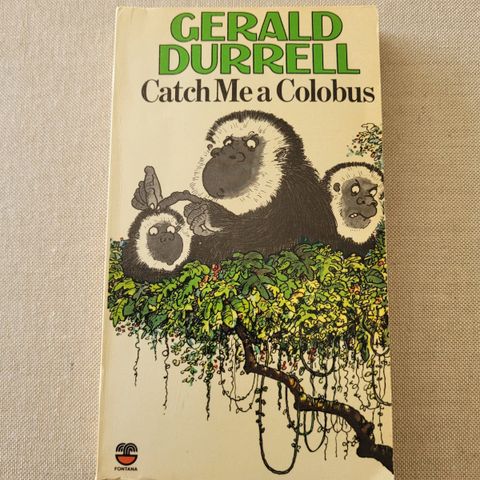 GERALD
DURRELL
Catch Me a Colobus
FONTANA